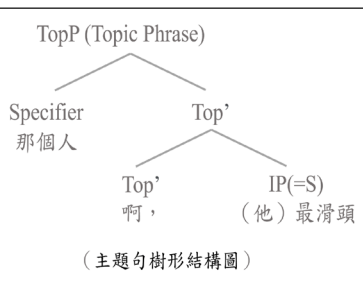 TopP (Topic Phrase)
Specifier Top’
那個人
Top’ IP(=S)
啊， （他）最滑頭
（主題句樹形結構圖）